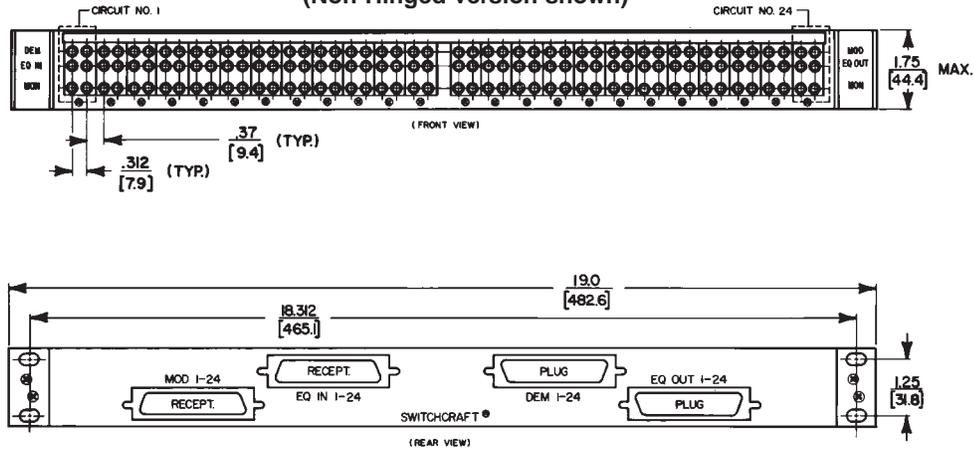 (Non-Hinged version shown)
CIRCUIT NO. 1
CIRCUIT NO. 24
DEM
EQ IN
MON
MOD
EQ OUT
MON
1.75
[44.4]
MAX.
(FRONT VIEW)
.37
[9.4]
(TYP.)
.312
[7.9]
(TYP.)
19.0
[482.6]
18.312
[465.1]
MOD 1-24
RECEPT.
RECEPT.
EQ IN 1-24
PLUG
DEM 1-24
EQ OUT 1-24
PLUG
SWITCHCRAFT®
1.25
[31.8]
(REAR VIEW)